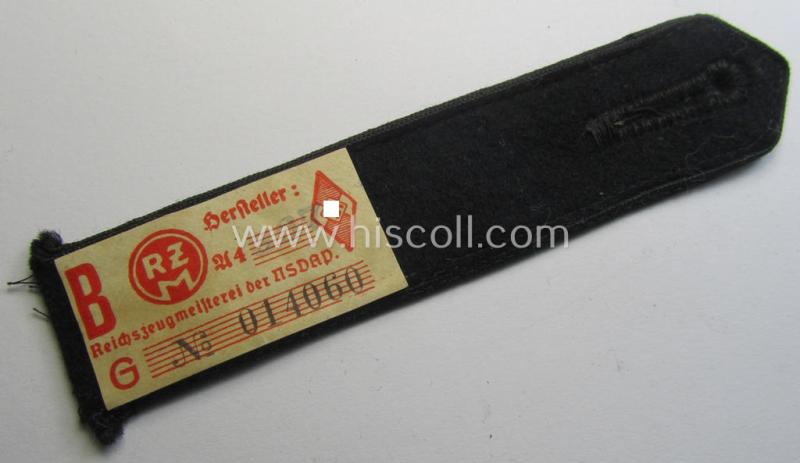 B
RZM
Hersteller:
A4
Reichszeugmeisterei der NSDAP.
G № 014060
www.hiscoll.com